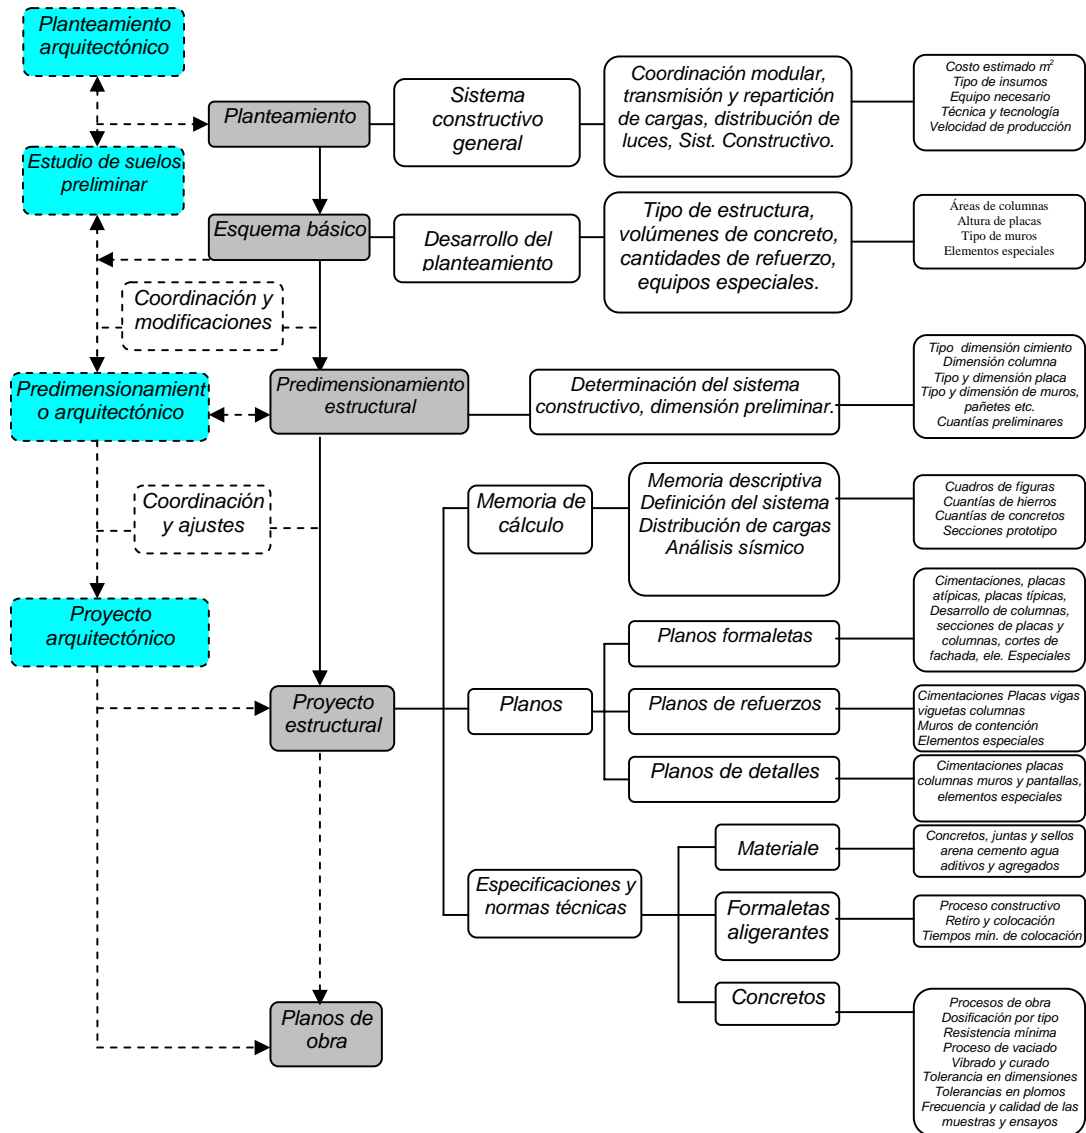 Planteamiento
arquitectónico
Planteamiento
Sistema
constructivo
general
Coordinación modular,
transmisión y repartición
de cargas, distribución de
luces, Sist. Constructivo.
Costo estimado m²
Tipo de insumos
Equipo necesario
Técnica y tecnología
Velocidad de producción
Estudio de suelos
preliminar
Esquema básico
Desarrollo del
planteamiento
Tipo de estructura,
volúmenes de concreto,
cantidades de refuerzo,
equipos especiales.
Áreas de columnas
Altura de placas
Tipo de muros
Elementos especiales
Coordinación y
modificaciones
Predimensionamient
o arquitectónico
Predimensionamiento
estructural
Determinación del sistema
constructivo, dimensión preliminar.
Tipo dimensión cimiento
Dimensión columna
Tipo y dimensión placa
Tipo y dimensión de muros,
pañetes etc.
Cuantías preliminares
Coordinación
y ajustes
Memoria de
cálculo
Memoria descriptiva
Definición del sistema
Distribución de cargas
Análisis sísmico
Cuadros de figuras
Cuantías de hierros
Cuantías de concretos
Secciones prototipo
Proyecto
arquitectónico
Proyecto
estructural
Planos
Planos formaletas
Cimentaciones, placas
atípicas, placas típicas,
Desarrollo de columnas,
secciones de placas y
columnas, cortes de
fachada, ele. Especiales
Planos de refuerzos
Cimentaciones Placas vigas
viguetas columnas
Muros de contención
Elementos especiales
Planos de detalles
Cimentaciones placas
columnas muros y pantallas,
elementos especiales
Especificaciones y
normas técnicas
Materiale
Concretos, juntas y sellos
arena cemento agua
aditivos y agregados
Formaletas
aligerantes
Proceso constructivo
Retiro y colocación
Tiempos min. de colocación
Concretos
Procesos de obra
Dosificación por tipo
Resistencia mínima
Proceso de vaciado
Vibrado y curado
Tolerancia en dimensiones
Tolerancias en plomos
Frecuencia y calidad de las
muestras y ensayos
Planos de
obra